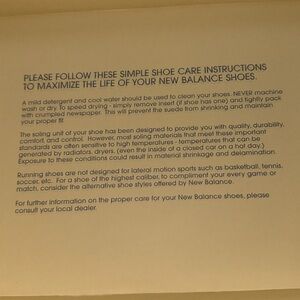 PLEASE FOLLOW THESE SIMPLE SHOE CARE INSTRUCTIONS
TO MAXIMIZE THE LIFE OF YOUR NEW BALANCE SHOES.
A mild detergent and cool water should be used to clean your shoes. NEVER machine
wash or dry. To speed drying - simply remove insert (if shoe has one) and tightly pack
with crumpled newspaper. This will prevent the suede from shrinking and maintain
your proper fit.
The soling unit of your shoe has been designed to provide you with quality, durability,
comfort, and control. However, most soling materials that meet these important
standards are often sensitive to high temperatures - temperatures that can be
generated by radiators, dryers, (even the inside of a closed car on a hot day.)
Exposure to these conditions could result in material shrinkage and delamination.
Running shoes are not designed for lateral motion sports such as basketball, tennis,
soccer, etc. For a shoe of the highest caliber, to compliment your every game or
match, consider the alternative shoe styles offered by New Balance.
For further information on the proper care for your New Balance shoes, please
consult your local dealer.